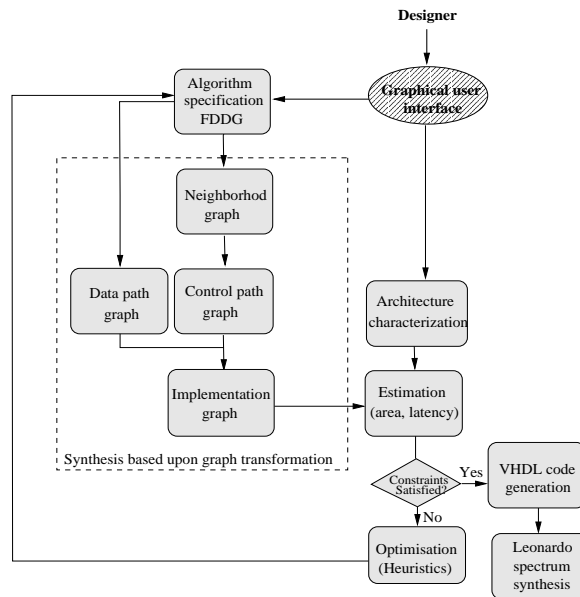 Designer
Graphical user
interface
Algorithm
specification
FDDG
Neighborhod
graph
Data path
graph
Control path
graph
Architecture
characterization
Implementation
graph
Estimation
(area, latency)
Synthesis based upon graph transformation
Constraints
Satisfied?
Yes
VHDL code
generation
No
Optimisation
(Heuristics)
Leonardo
spectrum
synthesis